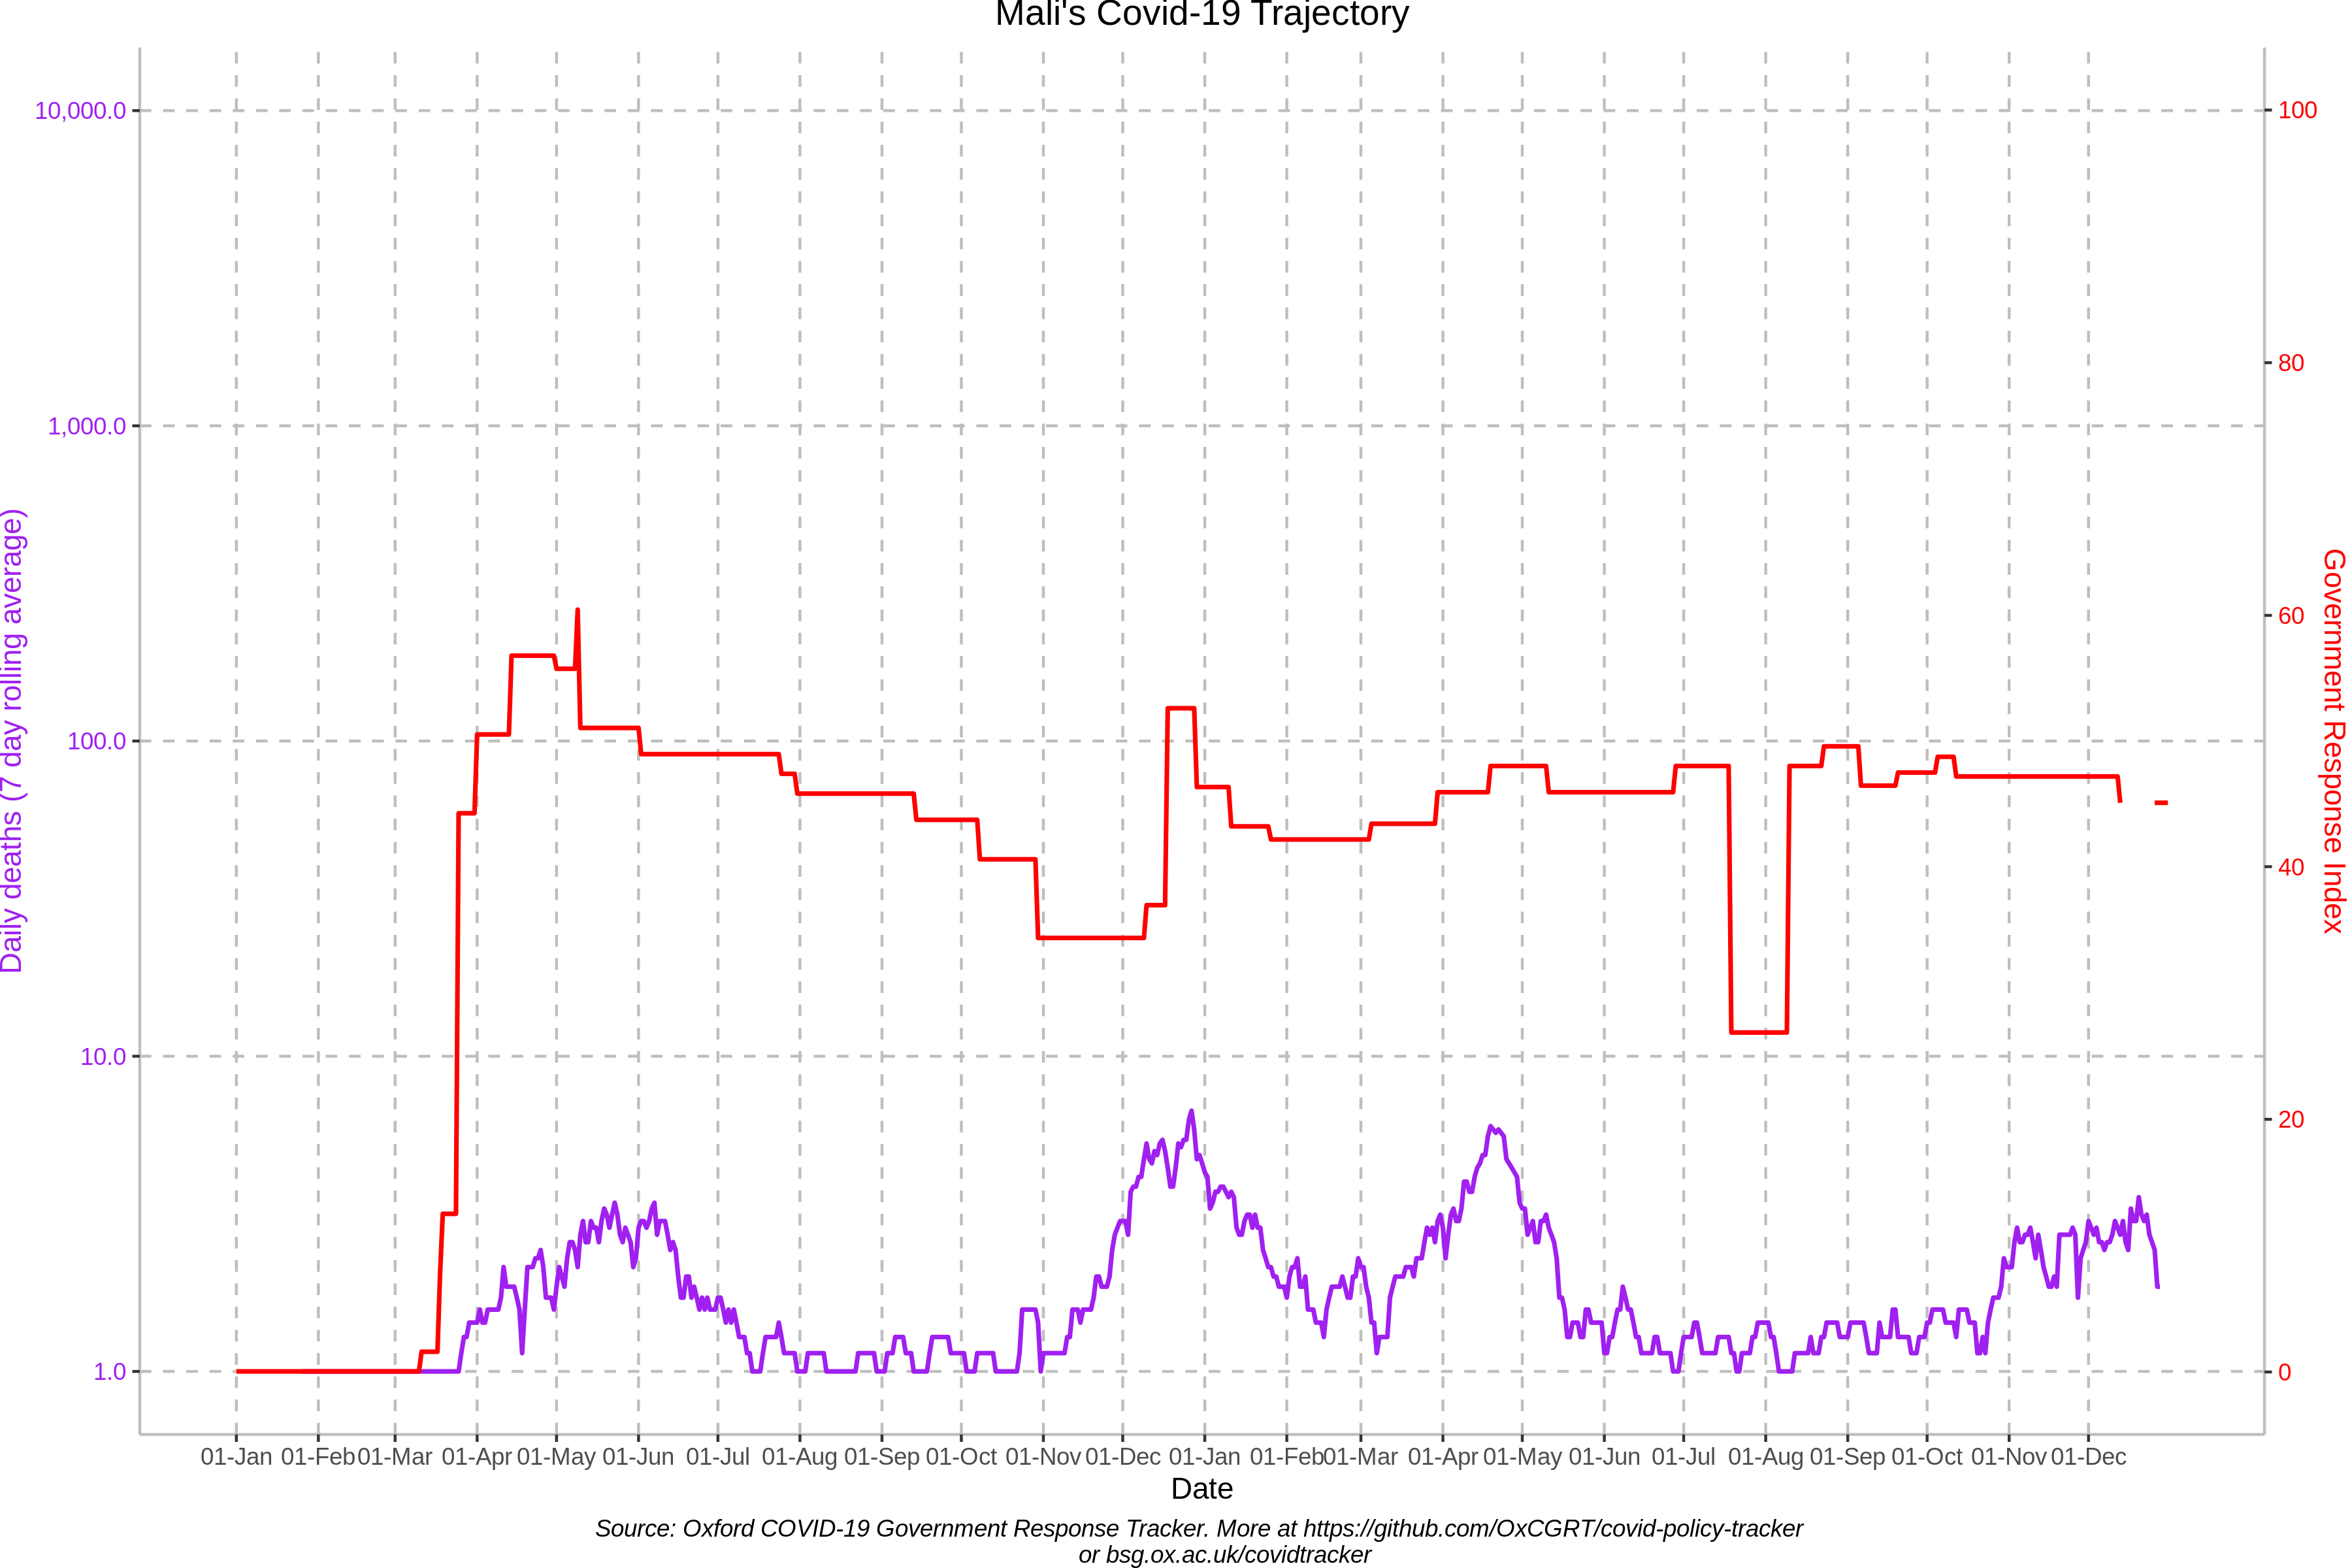 Mali's Covid-19 Trajectory
10,000.0
1,000.0
100.0
10.0
1.0
Daily deaths (7 day rolling average)
100
80
60
40
20
0
Government Response Index
01-Jan 01-Feb 01-Mar 01-Apr 01-May 01-Jun 01-Jul 01-Aug 01-Sep 01-Oct 01-Nov 01-Dec 01-Jan 01-Feb 01-Mar 01-Apr 01-May 01-Jun 01-Jul 01-Aug 01-Sep 01-Oct 01-Nov 01-Dec
Date
Source: Oxford COVID-19 Government Response Tracker. More at https://github.com/OxCGRT/covid-policy-tracker
or bsg.ox.ac.uk/covidtracker